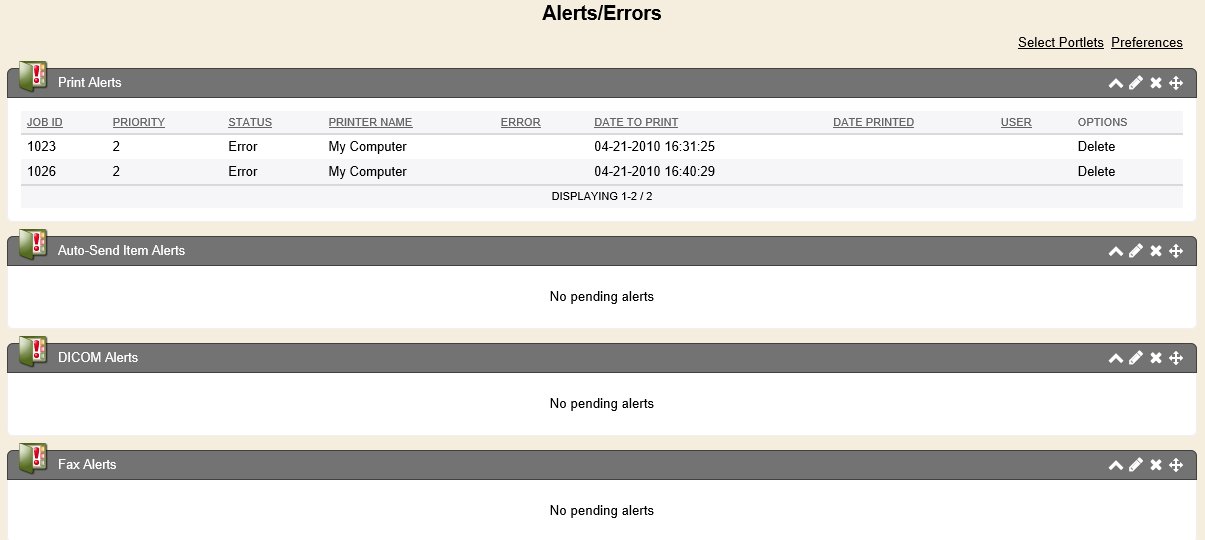 Alerts/Errors
Select Portlets Preferences
Print Alerts
JOB ID PRIORITY STATUS PRINTER NAME ERROR DATE TO PRINT DATE PRINTED USER OPTIONS
1023 2 Error My Computer 04-21-2010 16:31:25 Delete
1026 2 Error My Computer 04-21-2010 16:40:29 Delete
DISPLAYING 1-2 / 2
Auto-Send Item Alerts
No pending alerts
DICOM Alerts
No pending alerts
Fax Alerts
No pending alerts